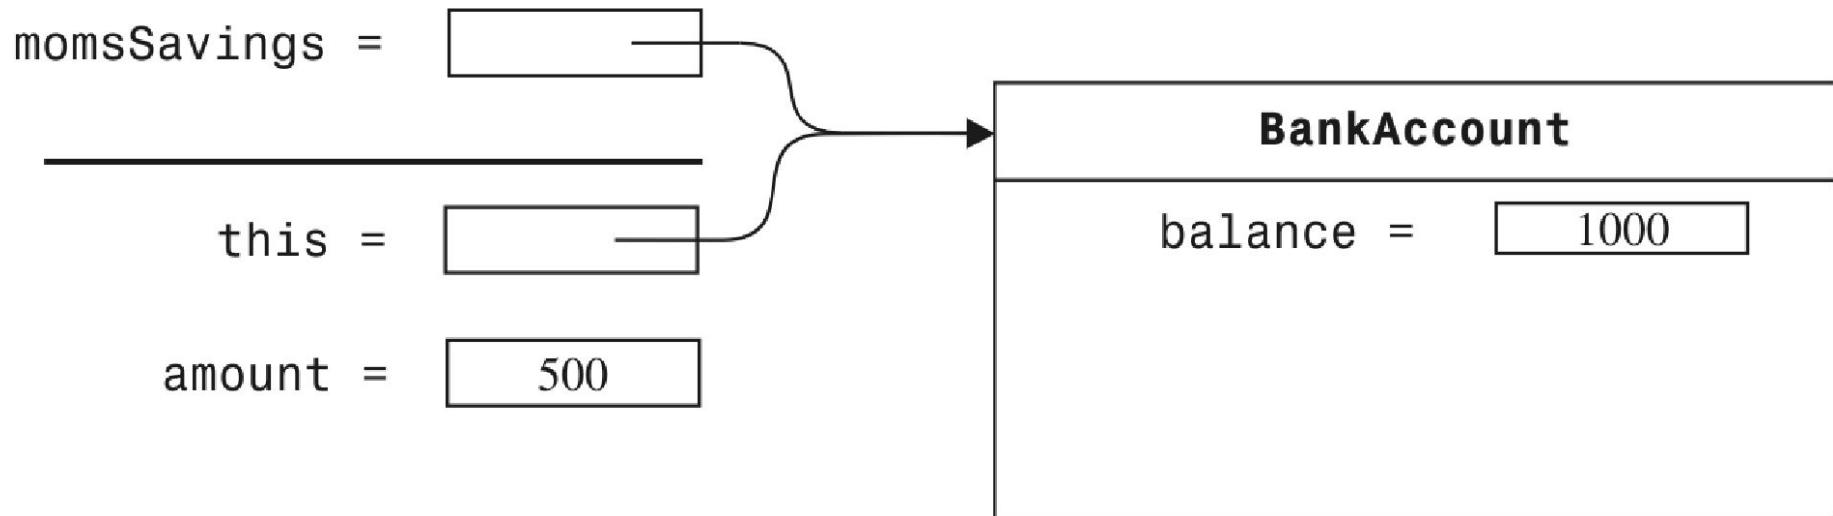 momsSavings =
BankAccount
this =
balance = 1000
amount = 500